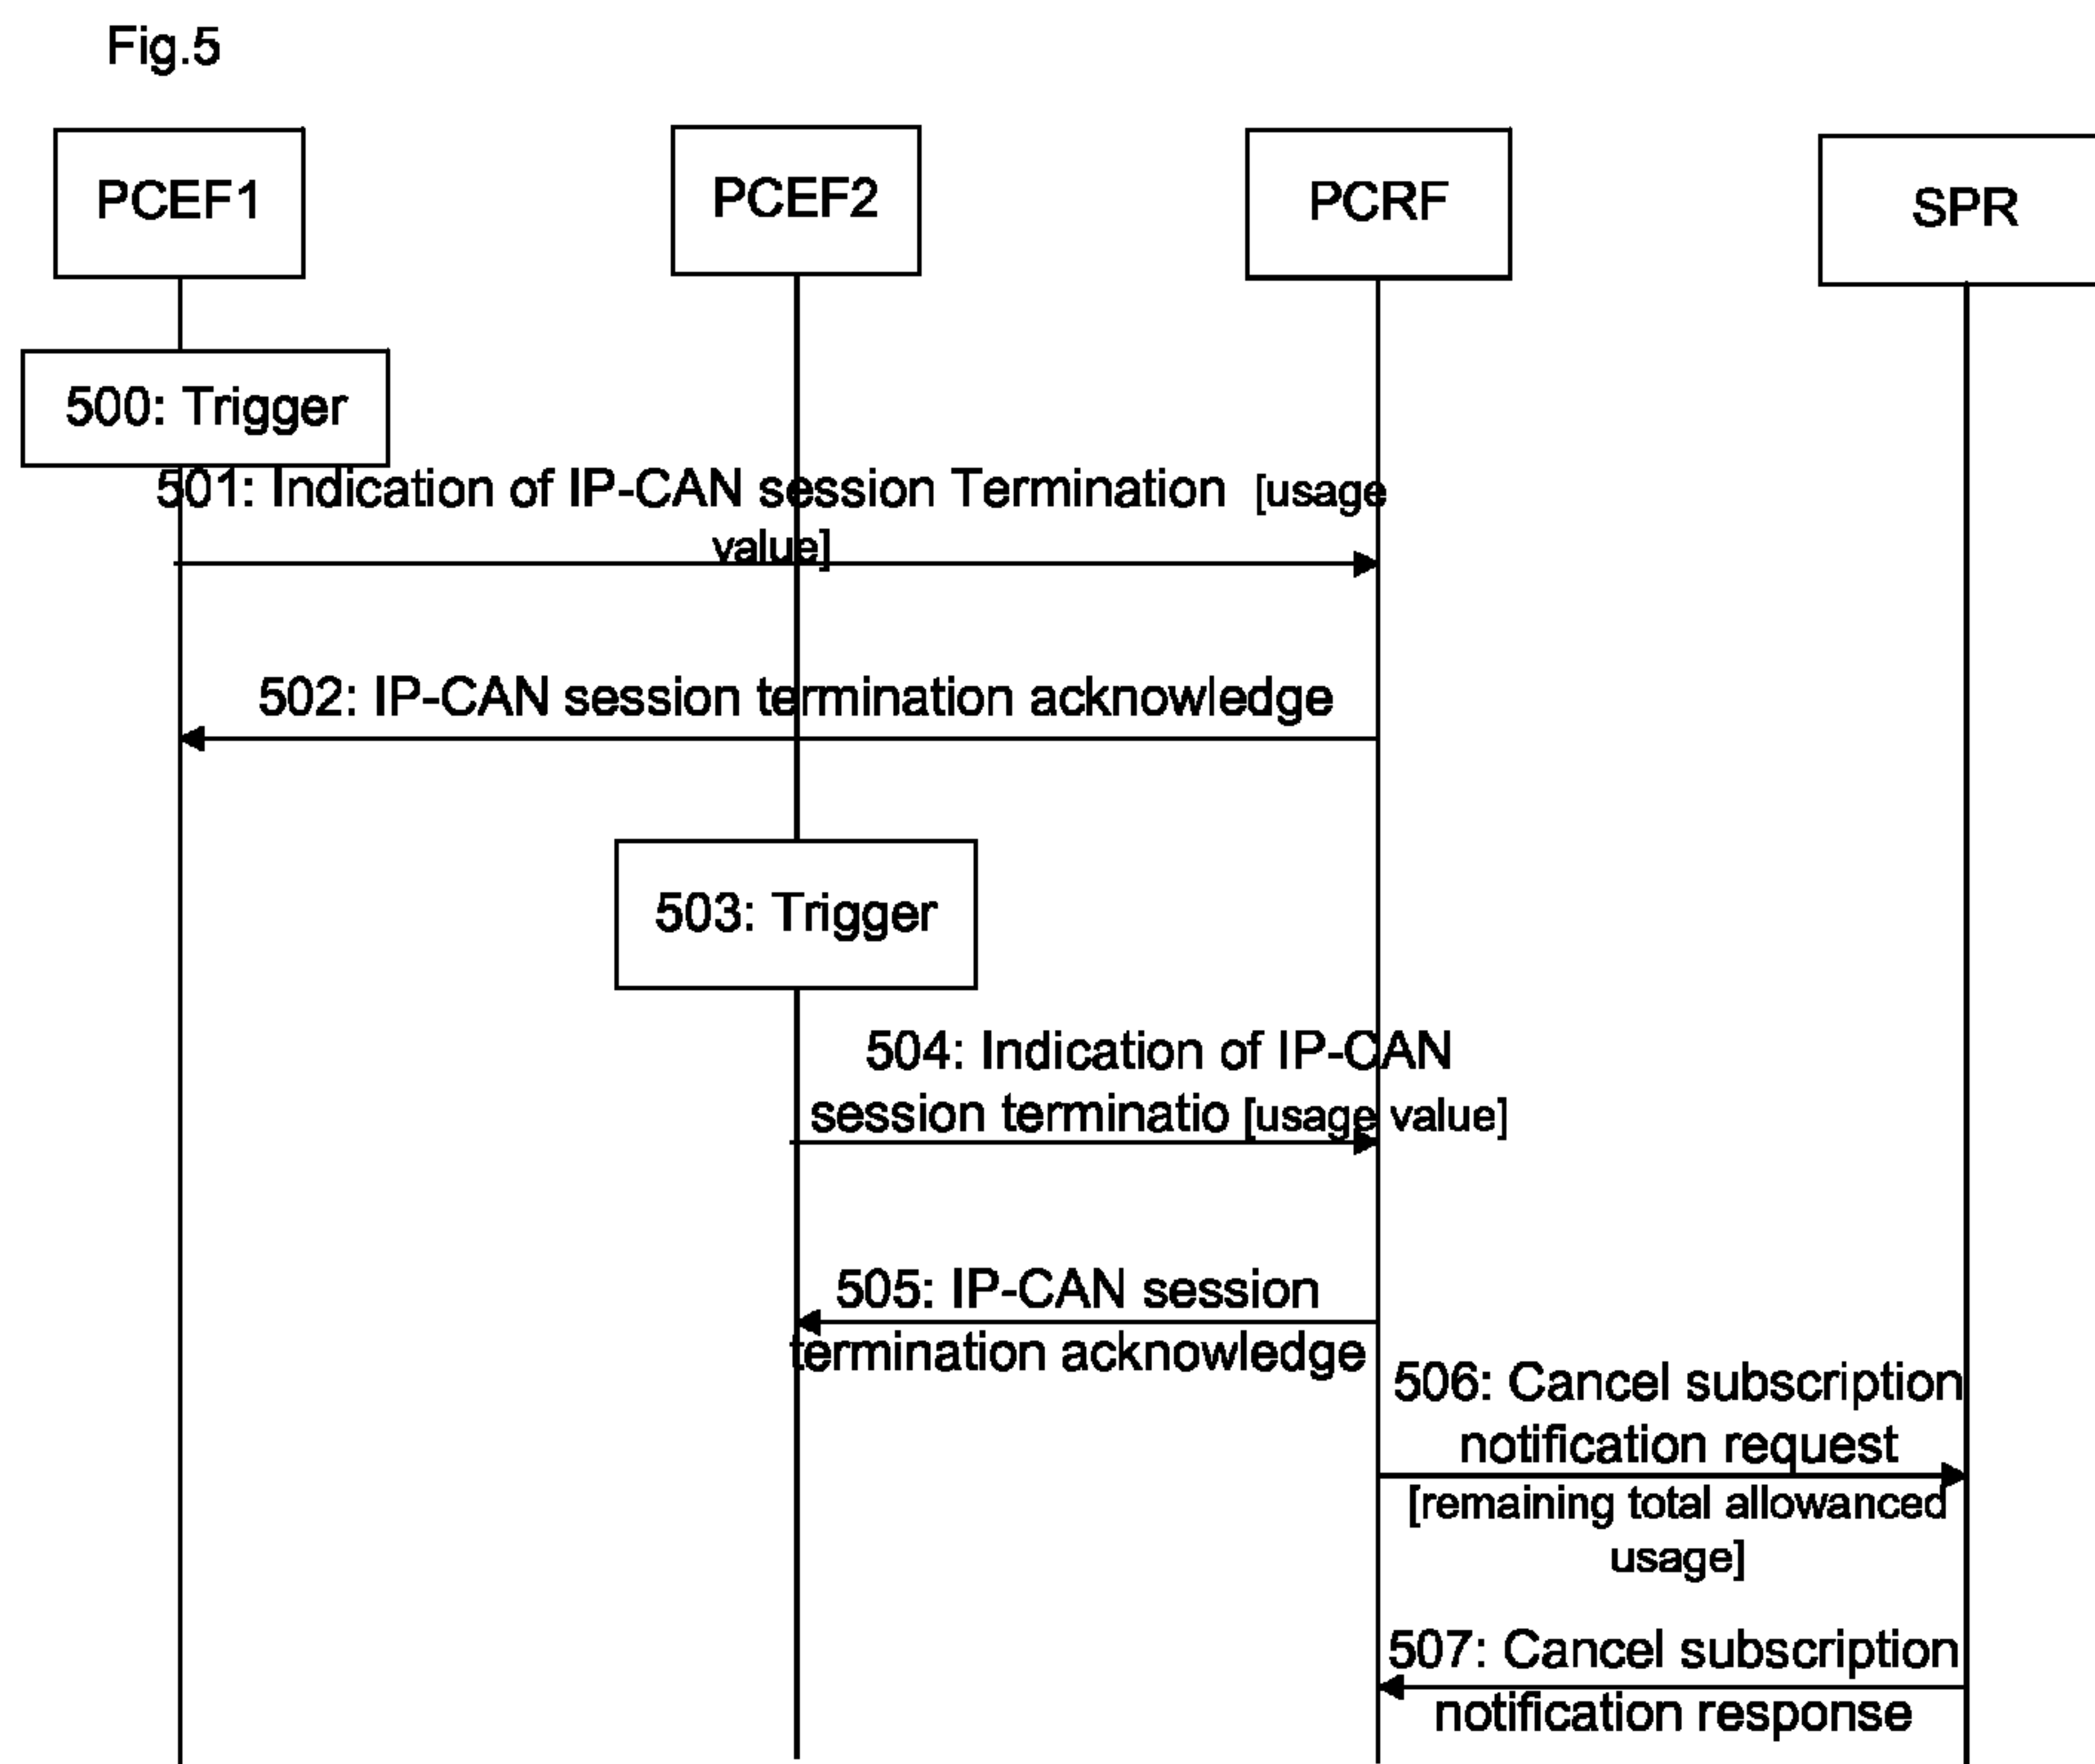 Fig.5
PCEF1
PCEF2
PCRF
SPR
500: Trigger
501: Indication of IP-CAN session Termination [usage
value]
502: IP-CAN session termination acknowledge
503: Trigger
504: Indication of IP-CAN
session terminatio [usage value]
505: IP-CAN session
termination acknowledge
506: Cancel subscription
notification request
[remaining total allowanced
usage]
507: Cancel subscription
notification response